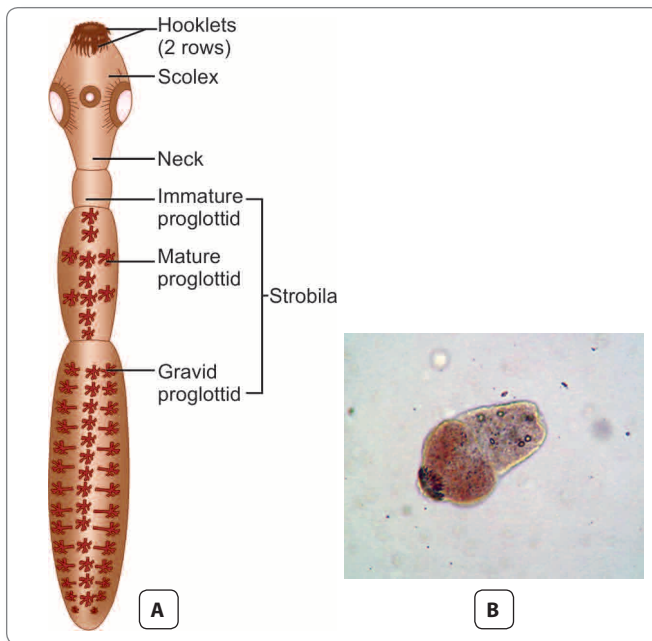 Hooklets
(2 rows)
Scolex
Neck
Immature
proglottid
Mature
proglottid
Strobila
Gravid
proglottid
A
B